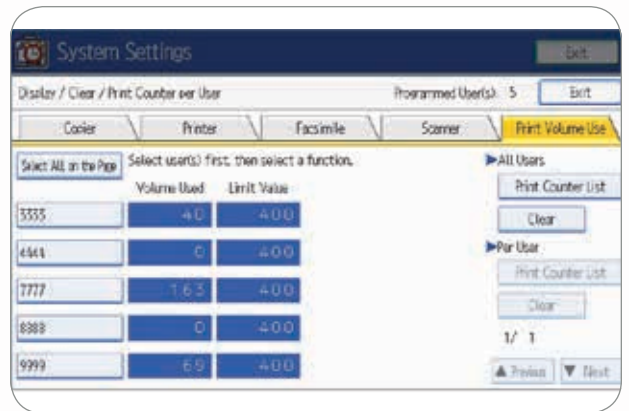 System Settings
Exit
Display / Clear / Print Counter per User
Programmed User(s): 5
Exit
Copier
Printer
Facsimile
Scanner
Print Volume Use
Select ALL on the Page
Select user(s) first, then select a function.
▶All Users
Volume Used
Limit Value
Print Counter List
3333
40
400
Clear
4444
0
400
▶Per User
Print Counter List
7777
163
400
Clear
8888
0
400
1/ 1
9999
69
400
▲ Previous
▼ Next